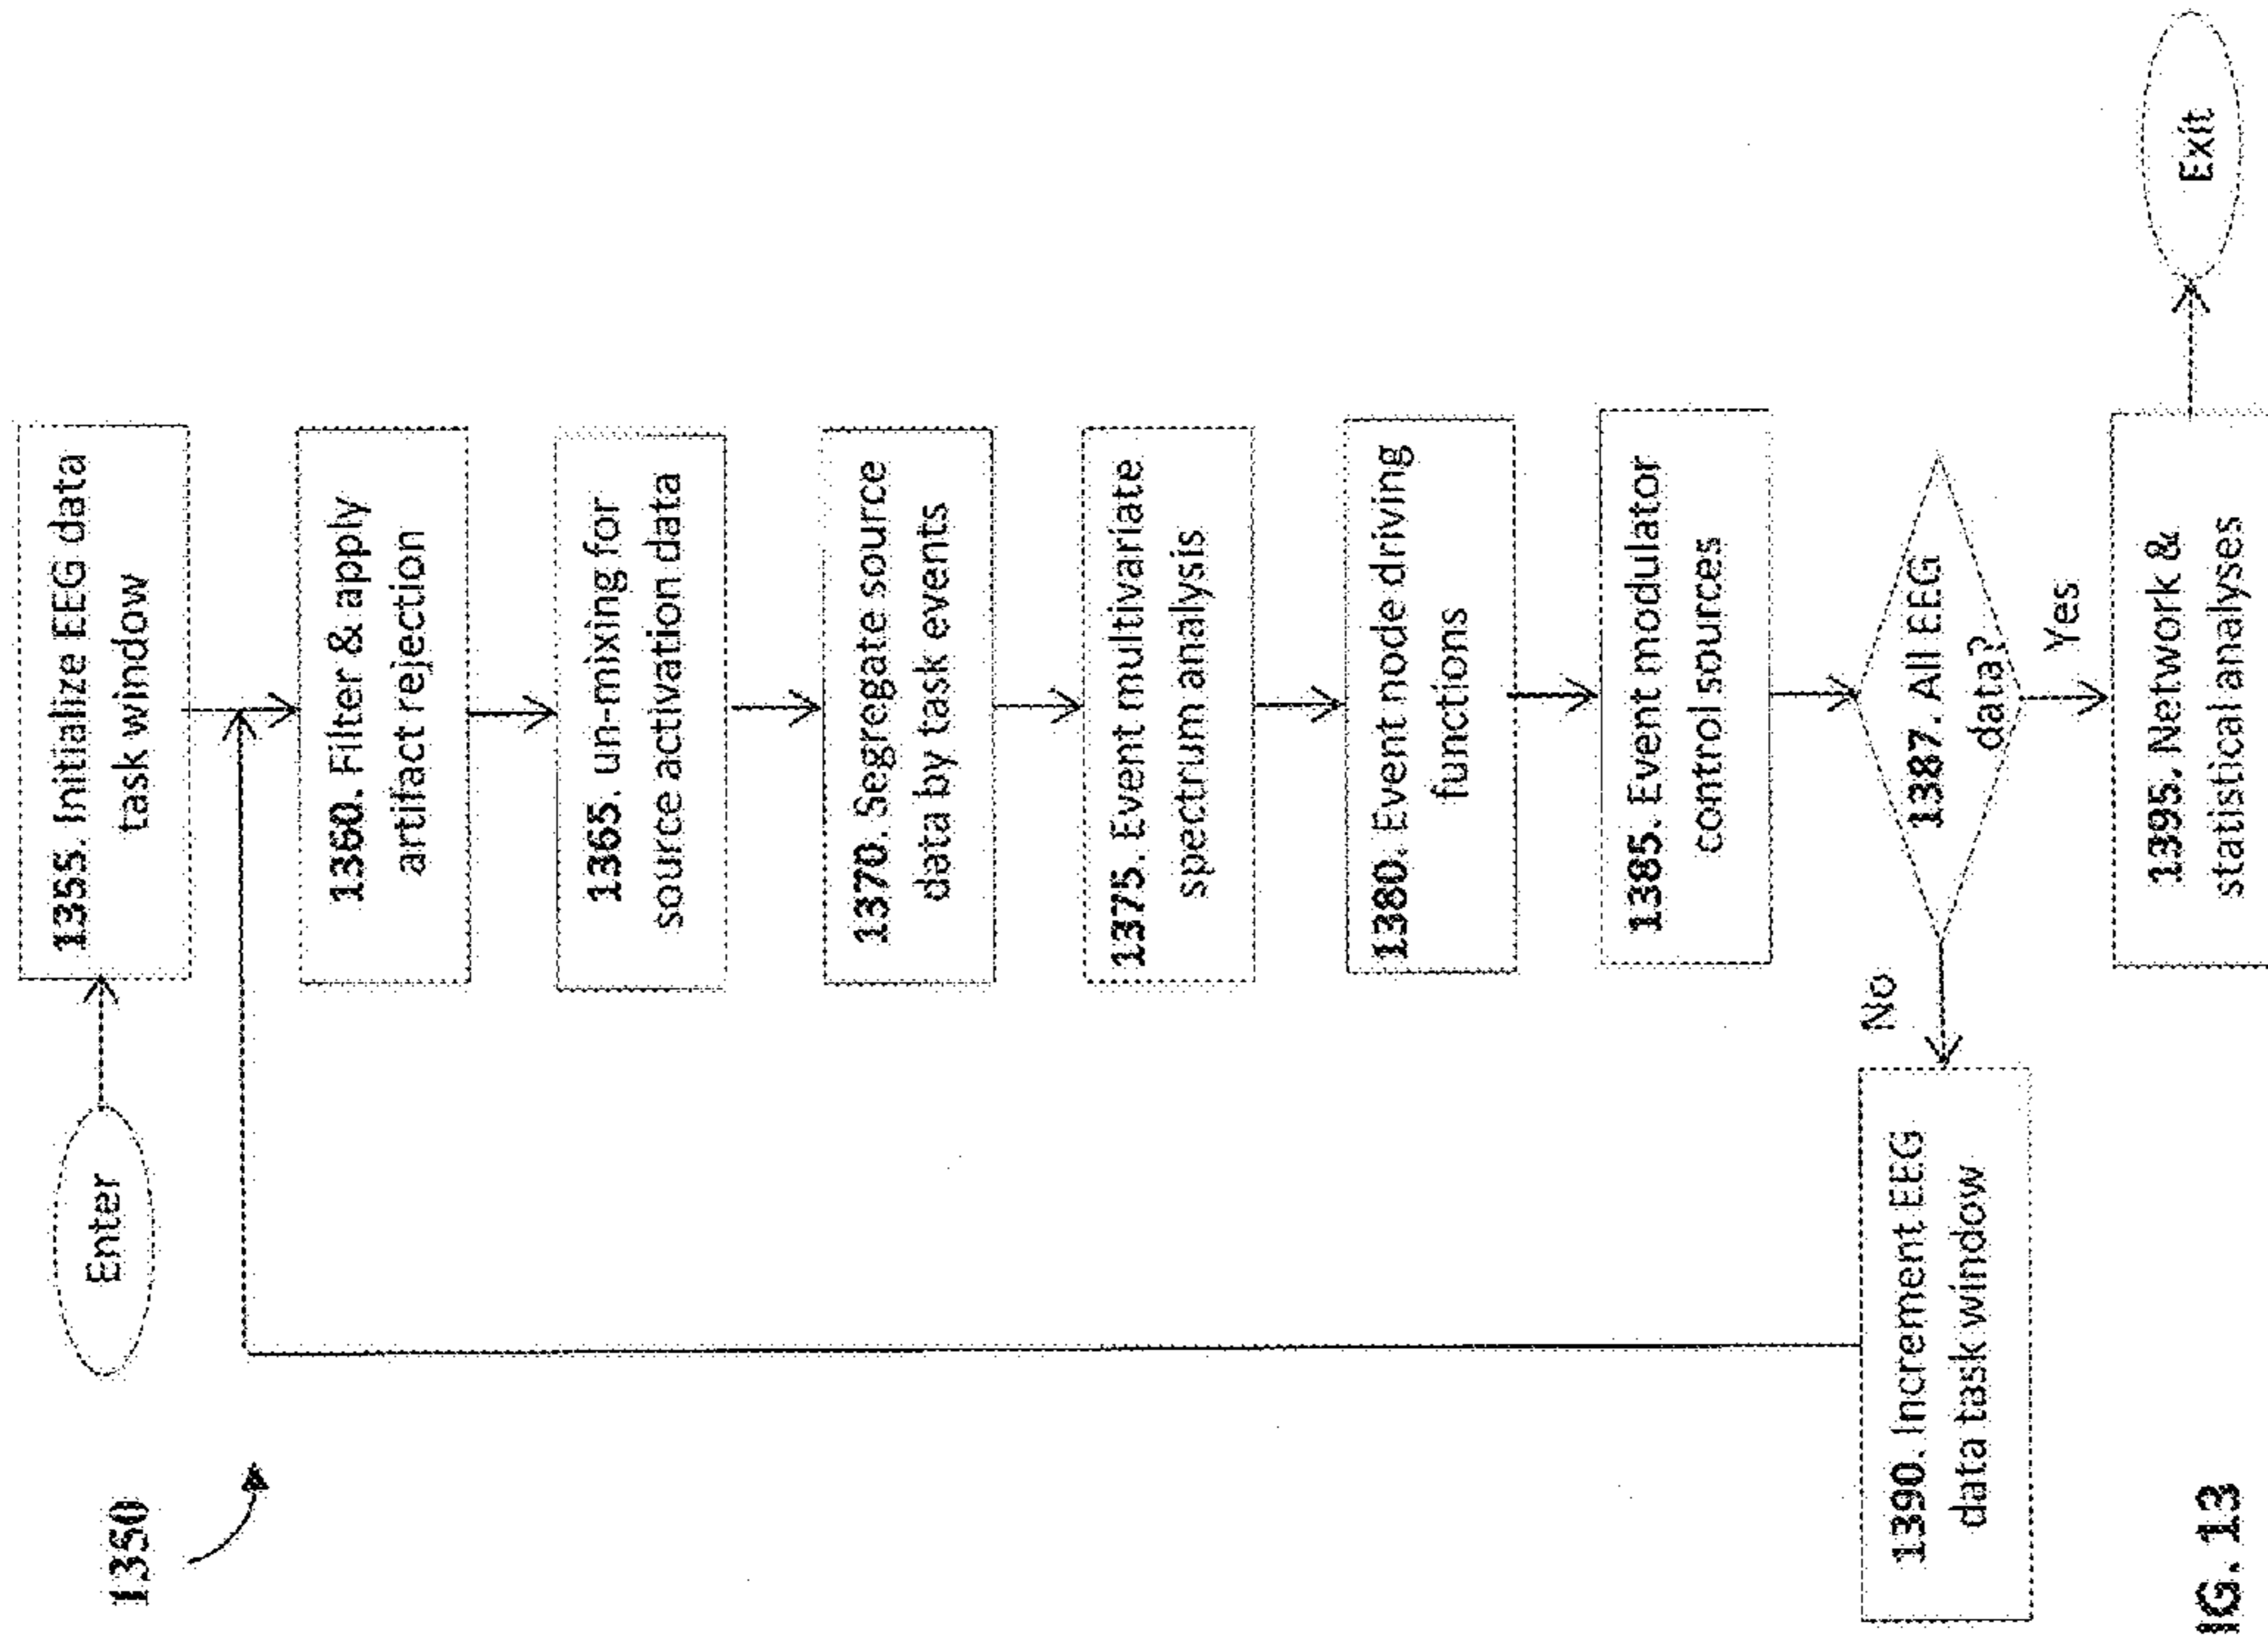 1350
Enter
1355. Initialize EEG data
task window
1360. Filter & apply
artifact rejection
1365. un-mixing for
source activation data
1370. Segregate source
data by task events
1375. Event multivariate
spectrum analysis
1380. Event node driving
functions
1385. Event modulator
control sources
1387. All EEG
data?
No
Yes
1390. Increment EEG
data task window
1395. Network &
statistical analyses
Exit
IG. 13